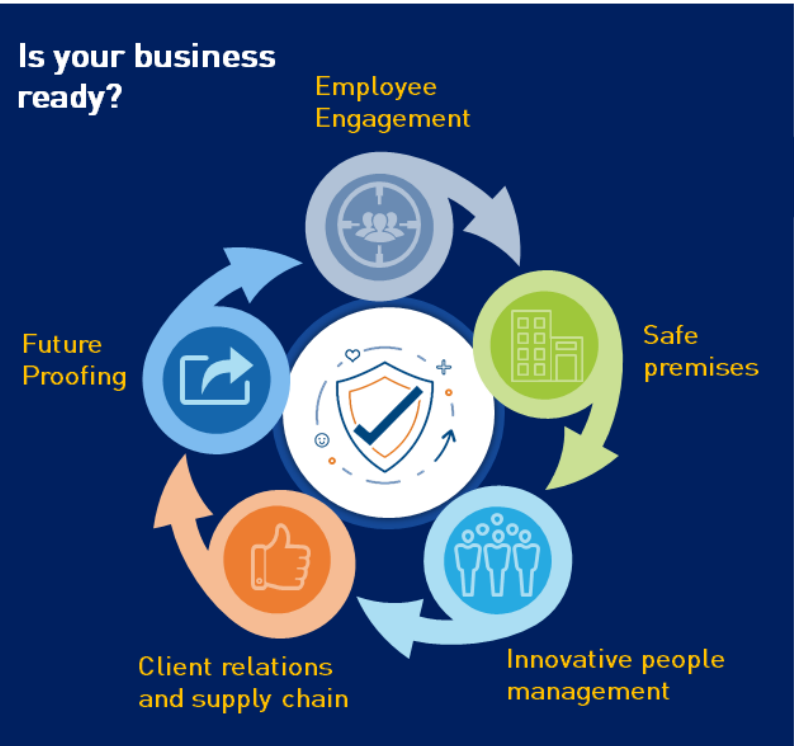 Is your business
ready?
Employee
Engagement
Safe
premises
Innovative people
management
Client relations
and supply chain
Future
Proofing